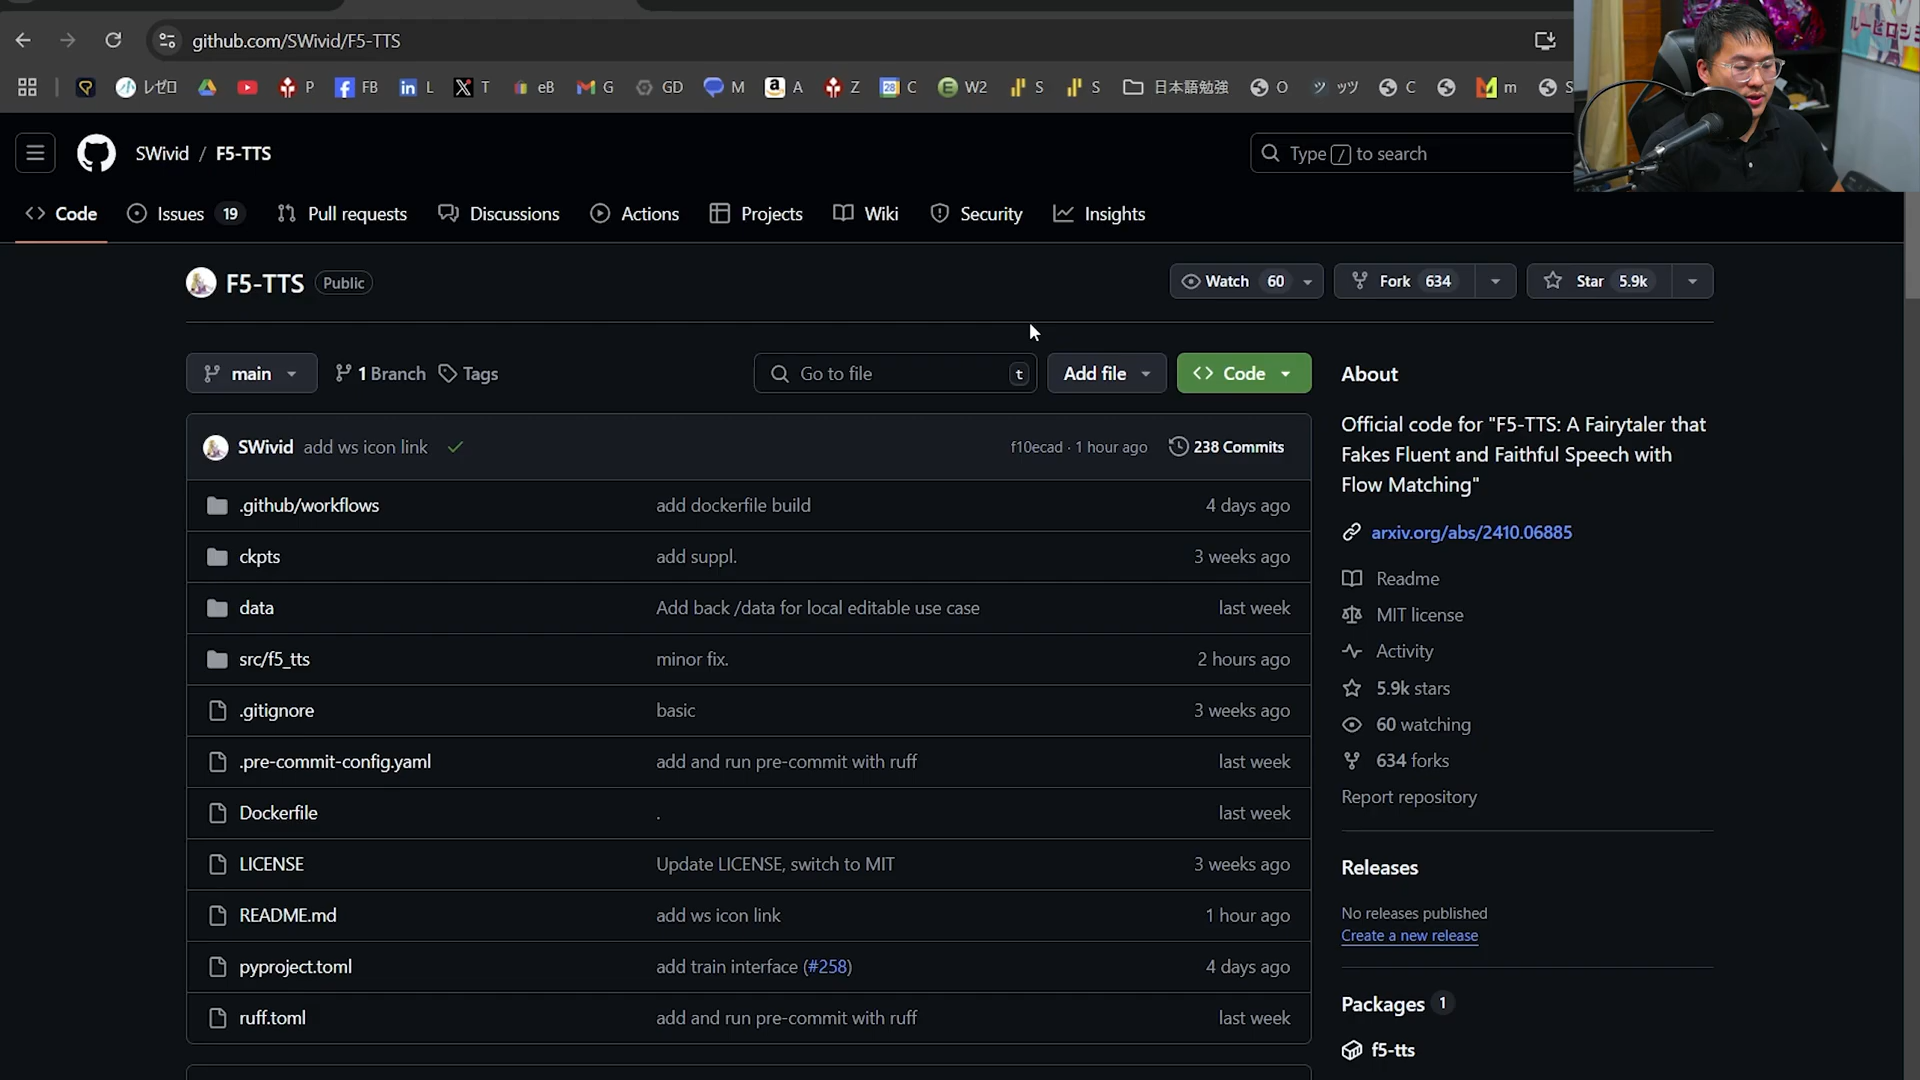 github.com/SWivid/F5-TTS
レゼロ P FB L T eB G GD M A Z C W2 S S 日本語勉強 O ッツ C m S
SWivid / F5-TTS
Type / to search
Code Issues 19 Pull requests Discussions Actions Projects Wiki Security Insights
F5-TTS Public
Watch 60 Fork 634 Star 5.9k
main 1 Branch Tags Go to file t Add file Code
SWivid add ws icon link f10ecad · 1 hour ago 238 Commits
.github/workflows add dockerfile build 4 days ago
ckpts add suppl. 3 weeks ago
data Add back /data for local editable use case last week
src/f5_tts minor fix. 2 hours ago
.gitignore basic 3 weeks ago
.pre-commit-config.yaml add and run pre-commit with ruff last week
Dockerfile . last week
LICENSE Update LICENSE, switch to MIT 3 weeks ago
README.md add ws icon link 1 hour ago
pyproject.toml add train interface (#258) 4 days ago
ruff.toml add and run pre-commit with ruff last week
About
Official code for "F5-TTS: A Fairytaler that
Fakes Fluent and Faithful Speech with
Flow Matching"
arxiv.org/abs/2410.06885
Readme
MIT license
Activity
5.9k stars
60 watching
634 forks
Report repository
Releases
No releases published
Create a new release
Packages 1
f5-tts